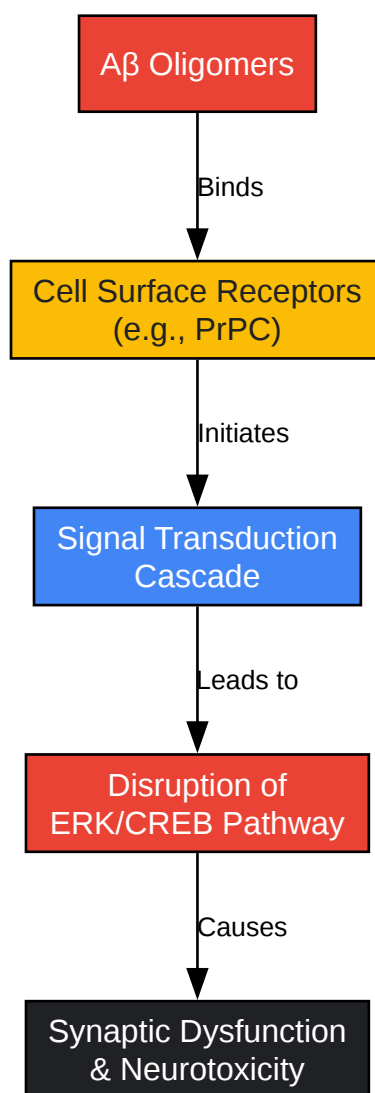 Aβ Oligomers
Binds
Cell Surface Receptors
(e.g., PrPC)
Initiates
Signal Transduction
Cascade
Leads to
Disruption of
ERK/CREB Pathway
Causes
Synaptic Dysfunction
& Neurotoxicity